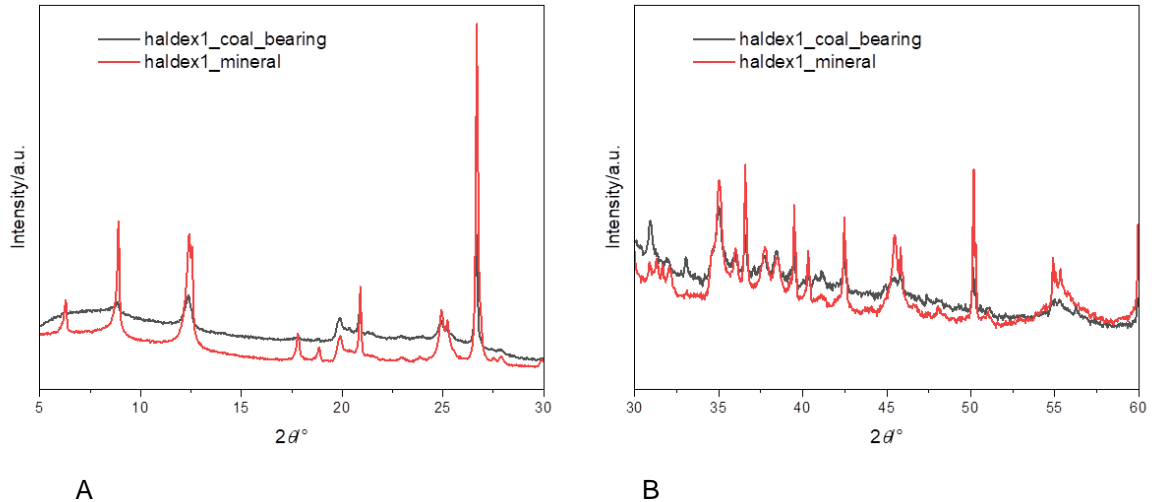 haldex1_coal_bearing
haldex1_mineral
Intensity/a.u.
5 10 15 20 25 30
2θ/°
A
haldex1_coal_bearing
haldex1_mineral
Intensity/a.u.
30 35 40 45 50 55 60
2θ/°
B